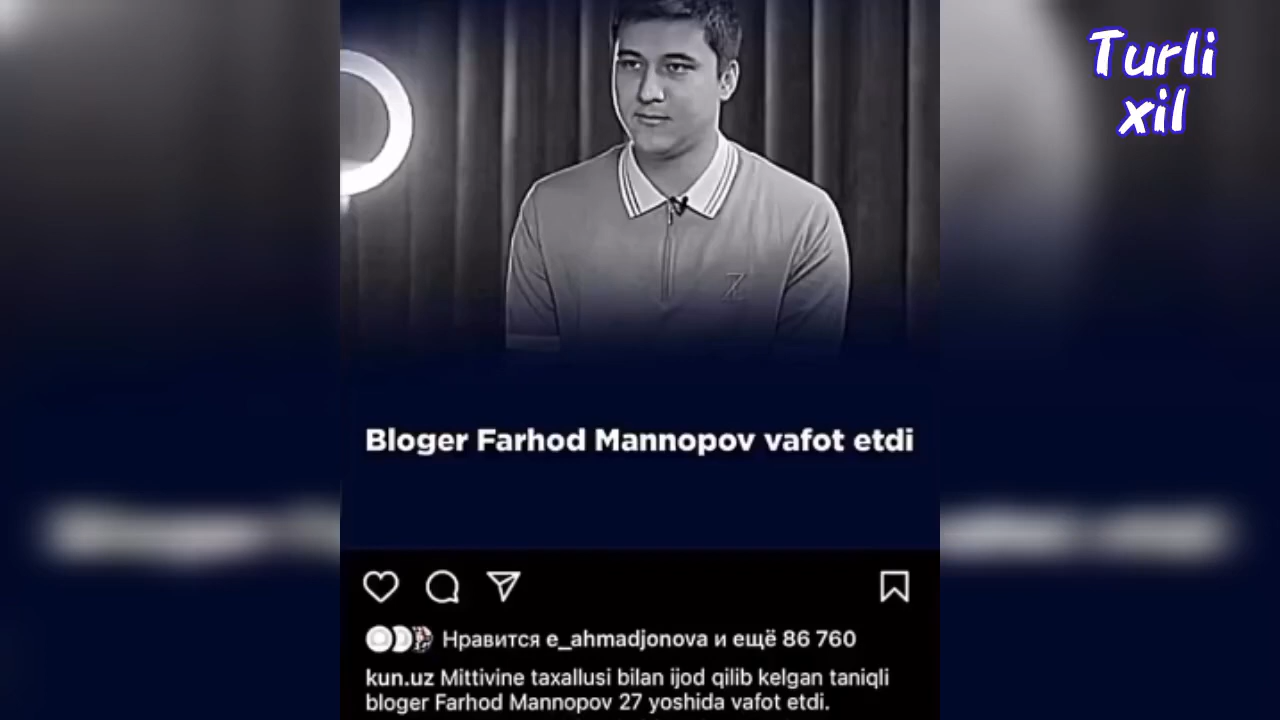 Turli
xil
Z
Bloger Farhod Mannopov vafot etdi
Нравится e_ahmadjonova и ещё 86 760
kun.uz Mittivine taxallusi bilan ijod qilib kelgan taniqli
bloger Farhod Mannopov 27 yoshida vafot etdi.